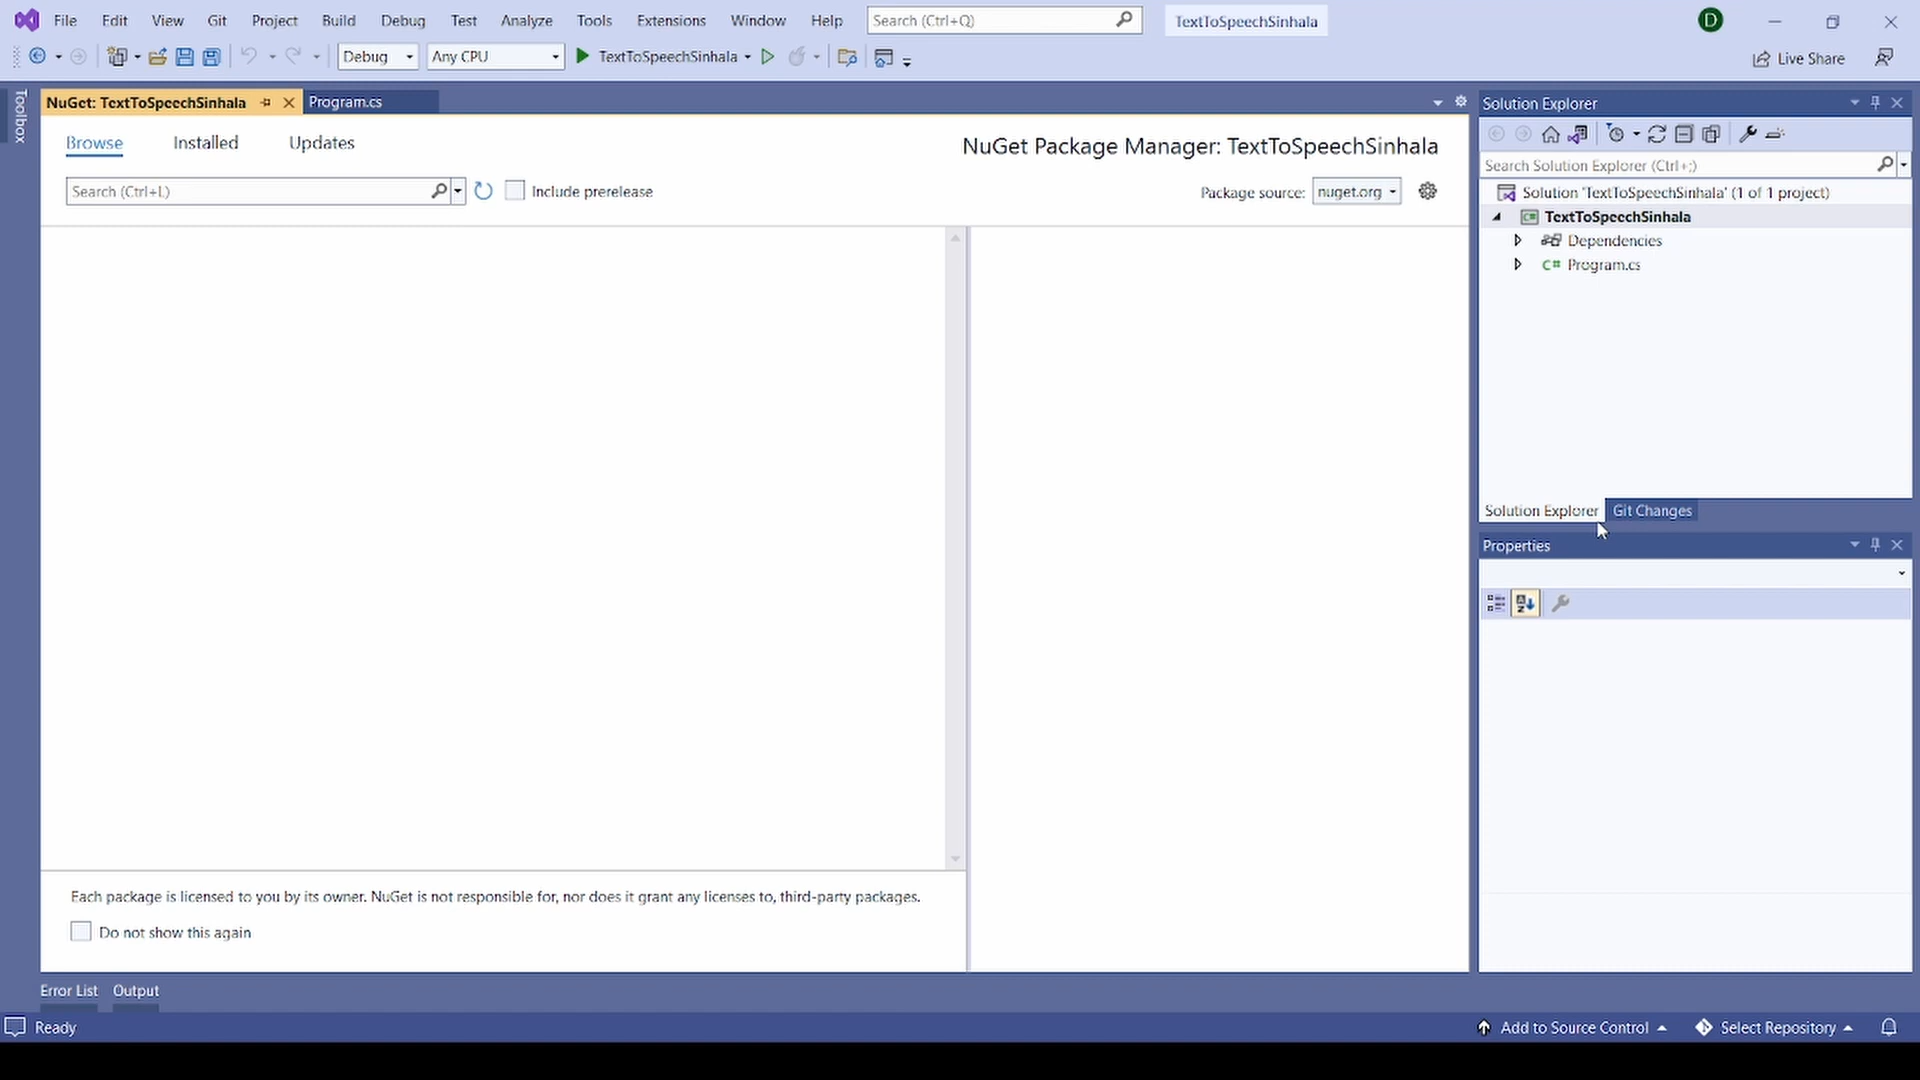 File Edit View Git Project Build Debug Test Analyze Tools Extensions Window Help Search (Ctrl+Q) TextToSpeechSinhala D
Debug Any CPU TextToSpeechSinhala Live Share
Toolbox
NuGet: TextToSpeechSinhala Program.cs
Browse Installed Updates
NuGet Package Manager: TextToSpeechSinhala
Search (Ctrl+L) Include prerelease
Package source: nuget.org
Each package is licensed to you by its owner. NuGet is not responsible for, nor does it grant any licenses to, third-party packages.
Do not show this again
Solution Explorer
Search Solution Explorer (Ctrl+;)
Solution 'TextToSpeechSinhala' (1 of 1 project)
TextToSpeechSinhala
Dependencies
C# Program.cs
Solution Explorer Git Changes
Properties
Error List Output
Ready Add to Source Control Select Repository